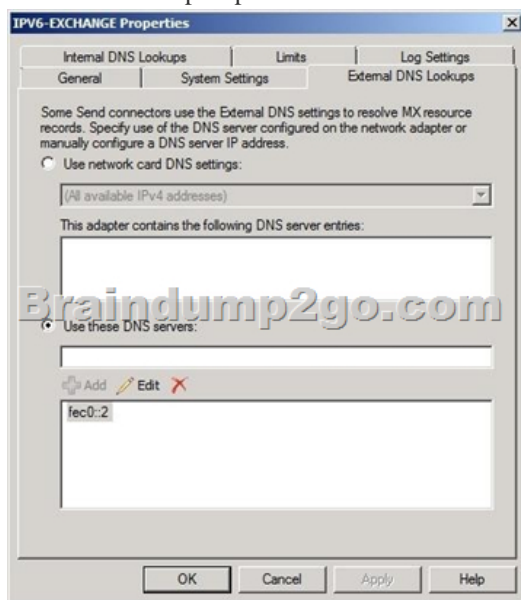 IPV6-EXCHANGE Properties
Internal DNS Lookups
Limits
Log Settings
General
System Settings
External DNS Lookups
Some Send connectors use the External DNS settings to resolve MX resource
records. Specify use of the DNS server configured on the network adapter or
manually configure a DNS server IP address.
Use network card DNS settings:
(All available IPv4 addresses)
This adapter contains the following DNS server entries:
Braindump2go.com
Use these DNS servers:
Add Edit
fec0::2
OK
Cancel
Apply
Help